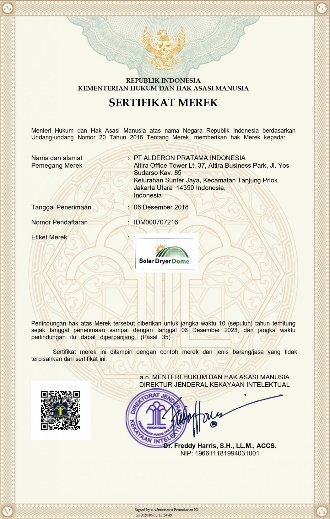 REPUBLIK INDONESIA
KEMENTERIAN HUKUM DAN HAK ASASI MANUSIA
SERTIFIKAT MEREK
Menteri Hukum dan Hak Asasi Manusia atas nama Negara Republik Indonesia berdasarkan
Undang-undang Nomor 20 Tahun 2016 Tentang Merek, memberikan hak Merek kepada:
Nama dan alamat : PT ALDERON PRATAMA INDONESIA
Pemegang Merek Altira Office Tower Lt. 37, Altira Business Park, Jl. Yos
Sudarso Kav. 85
Kelurahan Sunter Jaya, Kecamatan Tanjung Priok
Jakarta Utara 14359 Indonesia,
Indonesia
Tanggal Penerimaan : 06 Desember 2018
Nomor Pendaftaran : IDM000707216
Etiket Merek :
Solar Dryer Dome
Perlindungan hak atas Merek tersebut diberikan untuk jangka waktu 10 (sepuluh) tahun terhitung
sejak tanggal penerimaan sampai dengan tanggal 06 Desember 2028, dan jangka waktu
perlindungan itu dapat diperpanjang. (Pasal 35)
Sertifikat merek ini dilampiri dengan contoh merek dan jenis barang/jasa yang tidak
terpisahkan dari sertifikat ini.
a.n. MENTERI HUKUM DAN HAK ASASI MANUSIA
DIREKTUR JENDERAL KEKAYAAN INTELEKTUAL
DIREKTORAT JENDERAL
KEKAYAAN INTELEKTUAL
Dr. Freddy Harris, S.H., LL.M., ACCS.
NIP. 196611181994031001